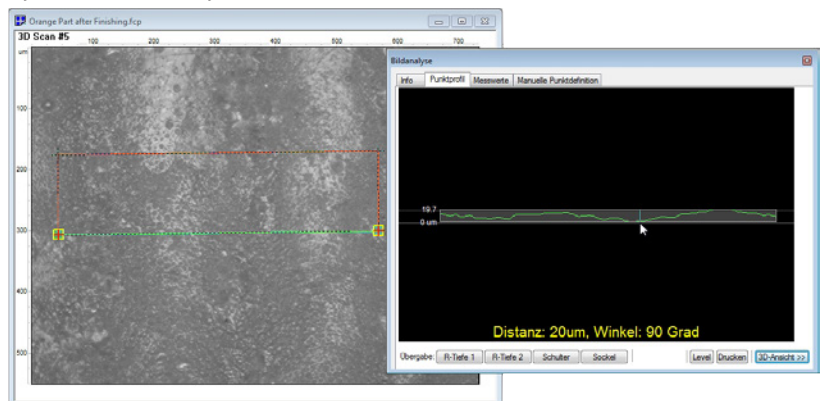 Orange Part after Finishing.fcp
3D Scan #5
100 200 300 400 500 600 700
um
100
200
300
400
500
Bildanalyse
Info Punktprofil Messwerte Manuelle Punktdefinition
19.7
0 um
Distanz: 20um, Winkel: 90 Grad
Übergabe: R-Tiefe 1 R-Tiefe 2 Schulter Sockel Level Drucken 3D-Ansicht >>